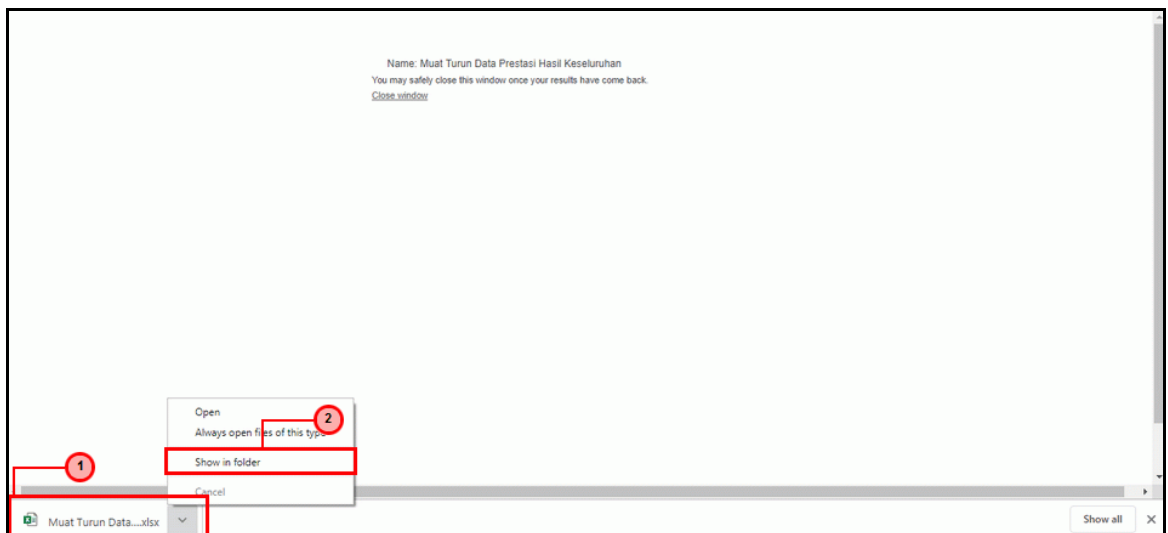 Name: Muat Turun Data Prestasi Hasil Keseluruhan
You may safely close this window once your results have come back.
Close window
Open
2
Always open files of this type
1
Show in folder
Cancel
Muat Turun Data....xlsx
Show all